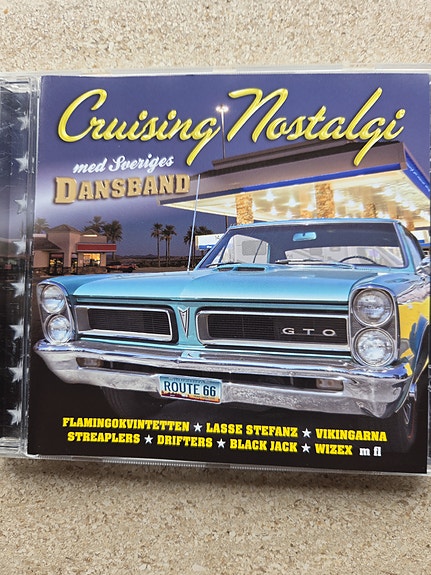 Cruising Nostalgi
med Sveriges
DANSBAND
GTO
ROUTE 66
FLAMINGOKVINTETTEN ★ LASSE STEFANZ ★ VIKINGARNA
STREAPLERS ★ DRIFTERS ★ BLACK JACK ★ WIZEX m fl